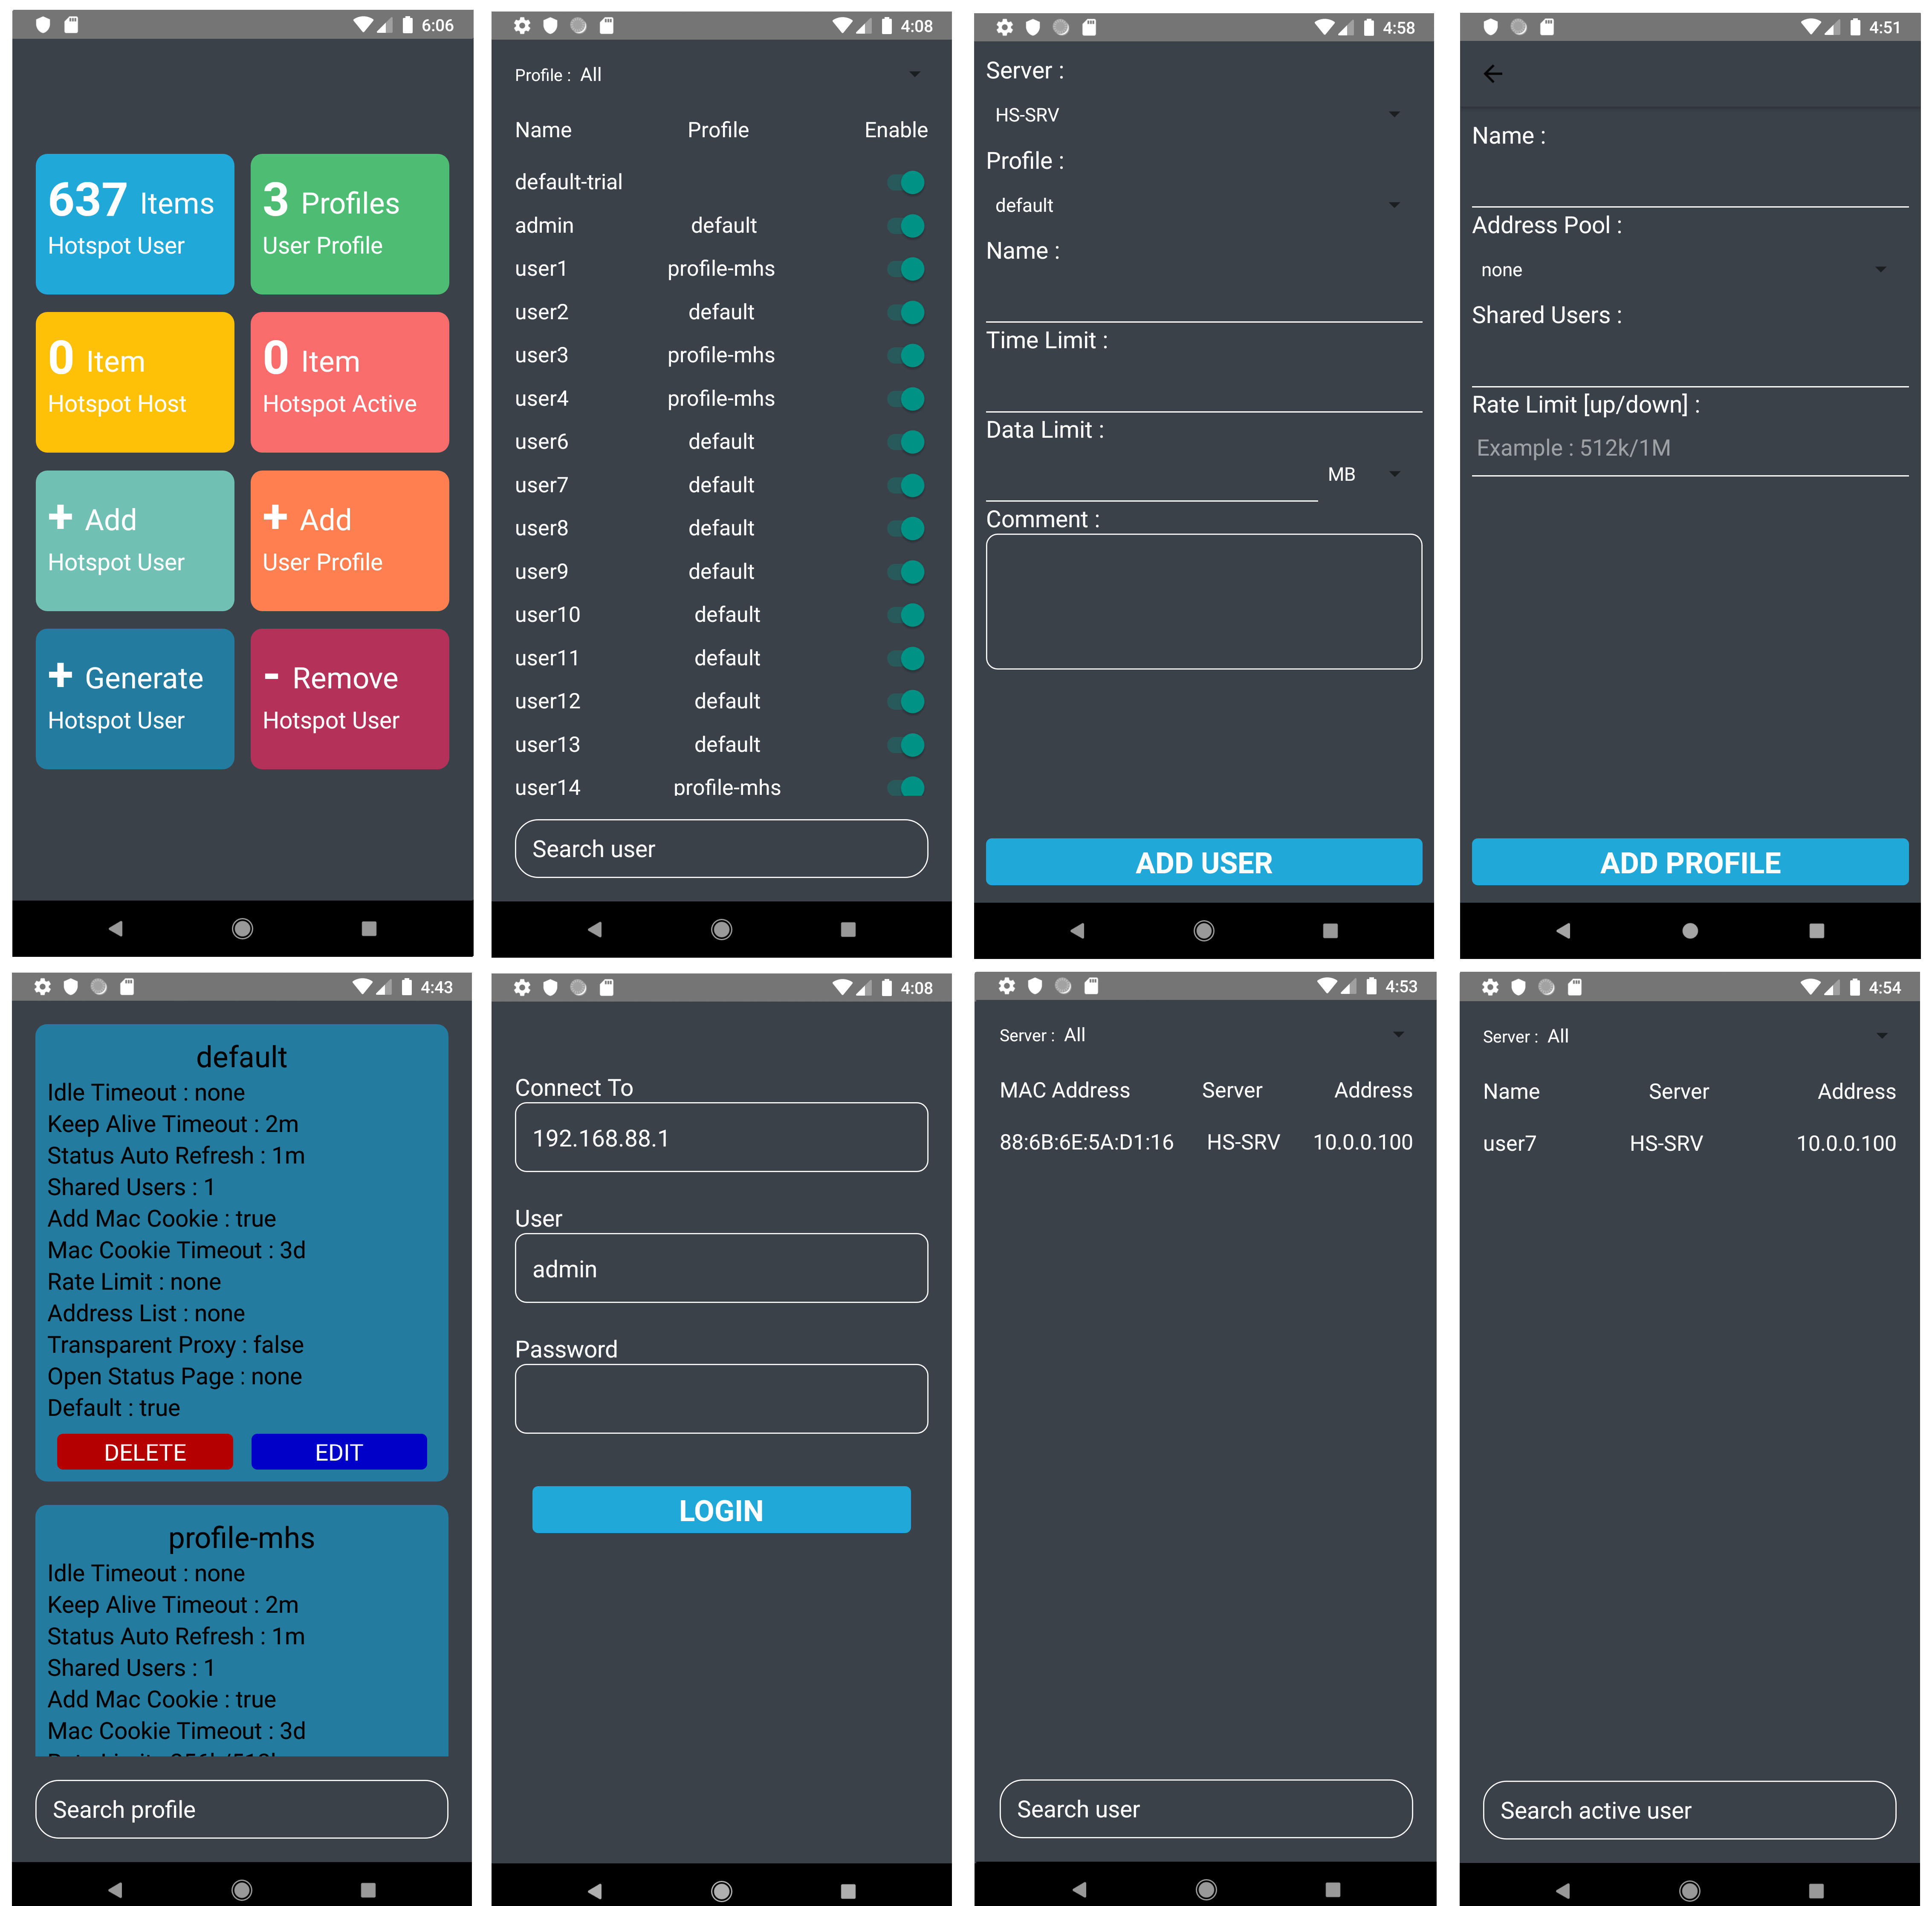 6:06
637 Items
Hotspot User
3 Profiles
User Profile
0 Item
Hotspot Host
0 Item
Hotspot Active
+ Add
Hotspot User
+ Add
User Profile
+ Generate
Hotspot User
- Remove
Hotspot User
4:08
Profile : All
Name Profile Enable
default-trial
admin default
user1 profile-mhs
user2 default
user3 profile-mhs
user4 profile-mhs
user6 default
user7 default
user8 default
user9 default
user10 default
user11 default
user12 default
user13 default
user14 profile-mhs
Search user
4:58
Server :
HS-SRV
Profile :
default
Name :
Time Limit :
Data Limit :
MB
Comment :
ADD USER
4:51
Name :
Address Pool :
none
Shared Users :
Rate Limit [up/down] :
Example : 512k/1M
ADD PROFILE
4:43
default
Idle Timeout : none
Keep Alive Timeout : 2m
Status Auto Refresh : 1m
Shared Users : 1
Add Mac Cookie : true
Mac Cookie Timeout : 3d
Rate Limit : none
Address List : none
Transparent Proxy : false
Open Status Page : none
Default : true
DELETE EDIT
profile-mhs
Idle Timeout : none
Keep Alive Timeout : 2m
Status Auto Refresh : 1m
Shared Users : 1
Add Mac Cookie : true
Mac Cookie Timeout : 3d
Search profile
4:08
Connect To
192.168.88.1
User
admin
Password
LOGIN
4:53
Server : All
MAC Address Server Address
88:6B:6E:5A:D1:16 HS-SRV 10.0.0.100
Search user
4:54
Server : All
Name Server Address
user7 HS-SRV 10.0.0.100
Search active user